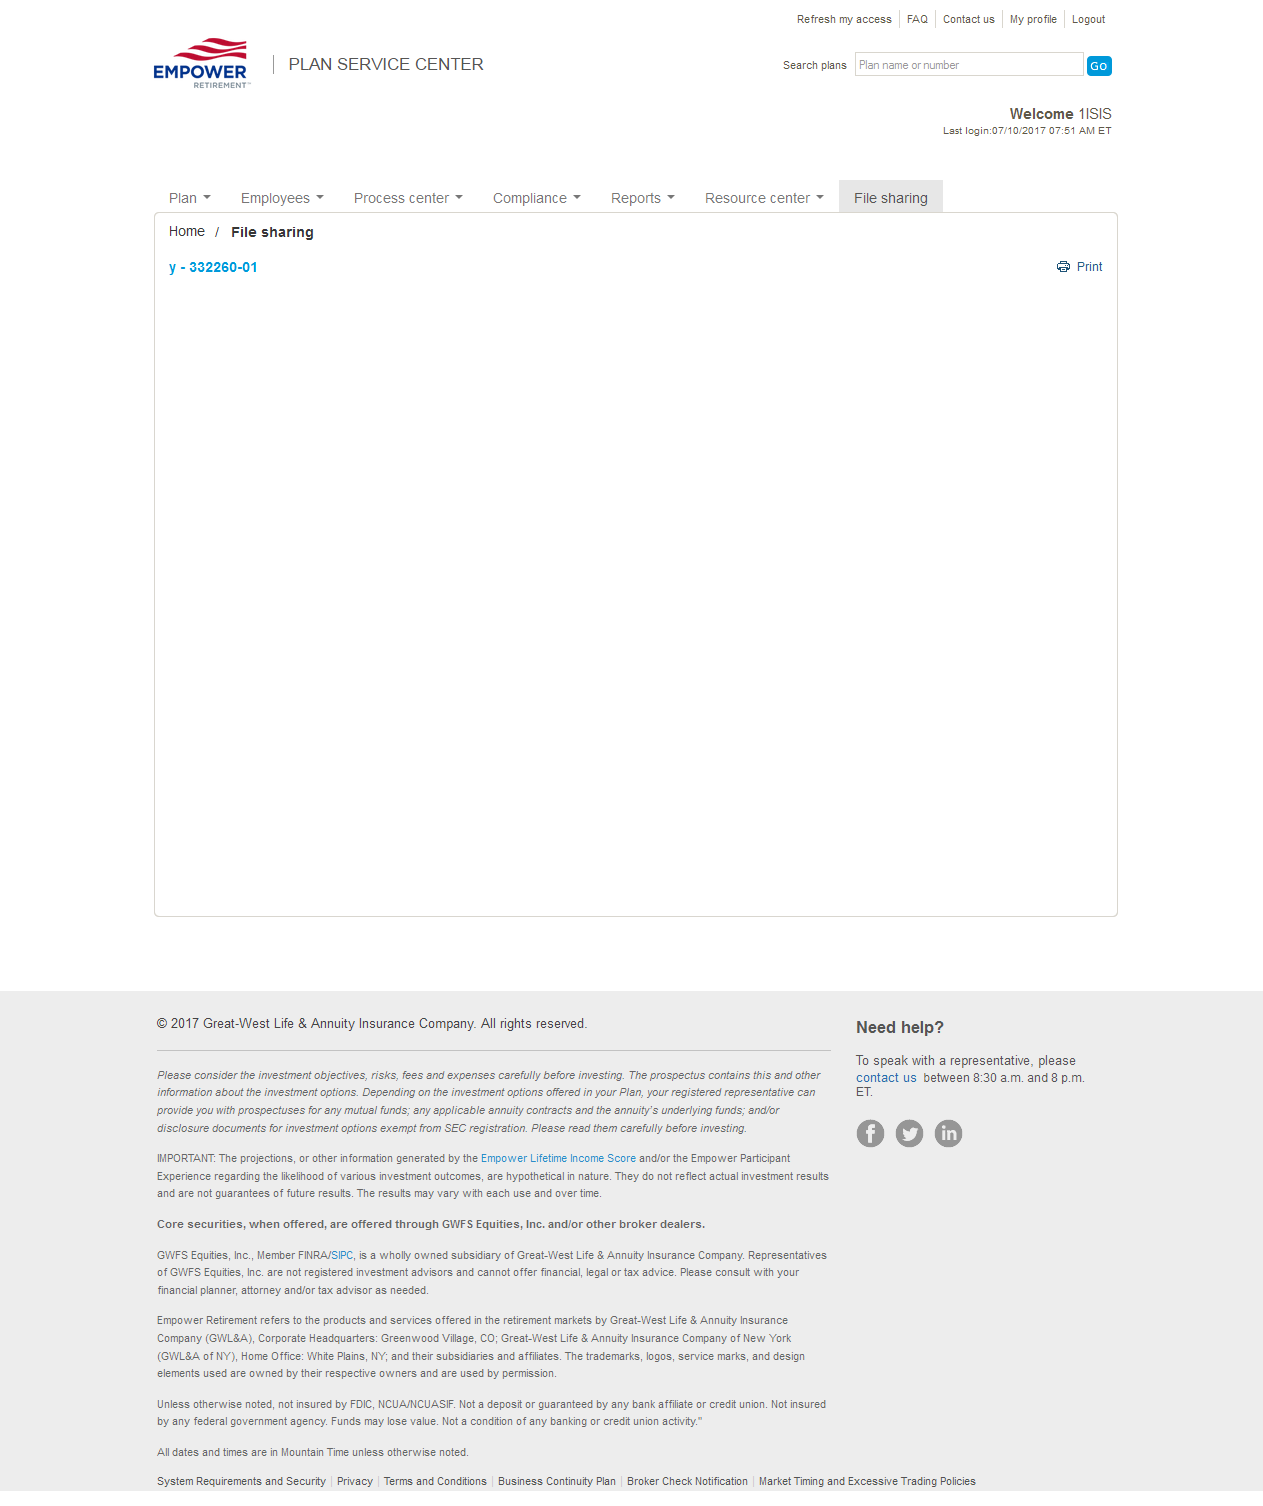 Refresh my access FAQ Contact us My profile Logout
EMPOWER
RETIREMENT™
PLAN SERVICE CENTER
Search plans Plan name or number Go
Welcome 1ISIS
Last login:07/10/2017 07:51 AM ET
Plan Employees Process center Compliance Reports Resource center File sharing
Home / File sharing
y - 332260-01
Print
© 2017 Great-West Life & Annuity Insurance Company. All rights reserved.
Please consider the investment objectives, risks, fees and expenses carefully before investing. The prospectus contains this and other
information about the investment options. Depending on the investment options offered in your Plan, your registered representative can
provide you with prospectuses for any mutual funds; any applicable annuity contracts and the annuity's underlying funds; and/or
disclosure documents for investment options exempt from SEC registration. Please read them carefully before investing.
IMPORTANT: The projections, or other information generated by the Empower Lifetime Income Score and/or the Empower Participant
Experience regarding the likelihood of various investment outcomes, are hypothetical in nature. They do not reflect actual investment results
and are not guarantees of future results. The results may vary with each use and over time.
Core securities, when offered, are offered through GWFS Equities, Inc. and/or other broker dealers.
GWFS Equities, Inc., Member FINRA/SIPC, is a wholly owned subsidiary of Great-West Life & Annuity Insurance Company. Representatives
of GWFS Equities, Inc. are not registered investment advisors and cannot offer financial, legal or tax advice. Please consult with your
financial planner, attorney and/or tax advisor as needed.
Empower Retirement refers to the products and services offered in the retirement markets by Great-West Life & Annuity Insurance
Company (GWL&A), Corporate Headquarters: Greenwood Village, CO; Great-West Life & Annuity Insurance Company of New York
(GWL&A of NY), Home Office: White Plains, NY; and their subsidiaries and affiliates. The trademarks, logos, service marks, and design
elements used are owned by their respective owners and are used by permission.
Unless otherwise noted, not insured by FDIC, NCUA/NCUASIF. Not a deposit or guaranteed by any bank affiliate or credit union. Not insured
by any federal government agency. Funds may lose value. Not a condition of any banking or credit union activity."
All dates and times are in Mountain Time unless otherwise noted.
System Requirements and Security Privacy Terms and Conditions Business Continuity Plan Broker Check Notification Market Timing and Excessive Trading Policies
Need help?
To speak with a representative, please
contact us between 8:30 a.m. and 8 p.m.
ET.